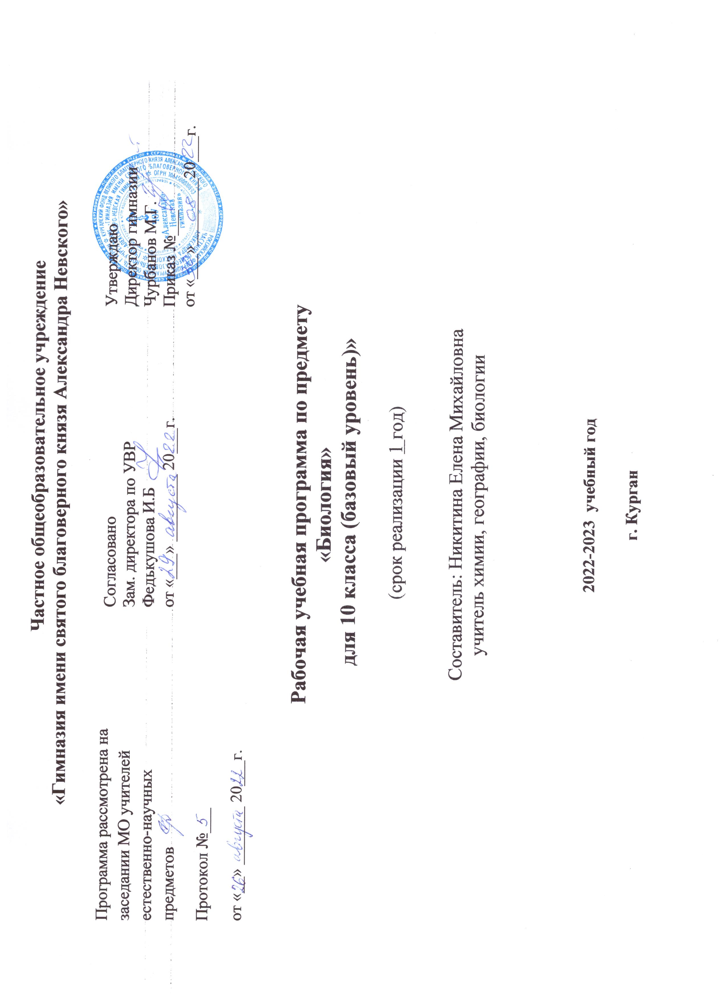 Частное общеобразовательное учреждение
«Гимназия имени святого благоверного князя Александра Невского»
Программа рассмотрена на
заседании МО учителей
естественно-научных
предметов
Протокол № 5
от «26» августа 2022 г.
Согласовано
Зам. директора по УВР
Федькушова И.Б
от «29» августа 2022 г.
Утверждаю
Директор гимназии
Чурбанов М.Г.
Приказ №
от « » 08 2022 г.
«Александро-
Невская
гимназия»
Рабочая учебная программа по предмету
«Биология»
для 10 класса (базовый уровень)»
(срок реализации 1 год)
Составитель: Никитина Елена Михайловна
учитель химии, географии, биологии
2022-2023 учебный год
г. Курган